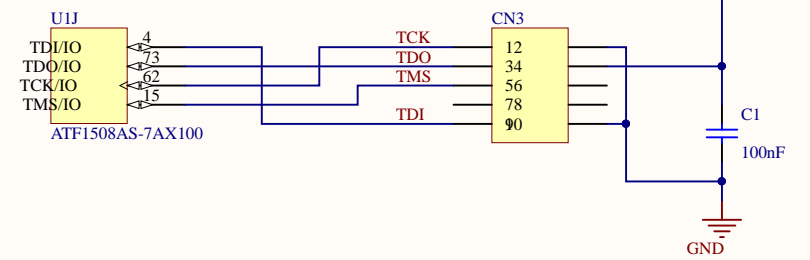 U1J
TDI/IO
TDO/IO
TCK/IO
TMS/IO
4
73
62
15
ATF1508AS-7AX100
TCK
TDO
TMS
TDI
CN3
12
34
56
78
910
C1
100nF
GND